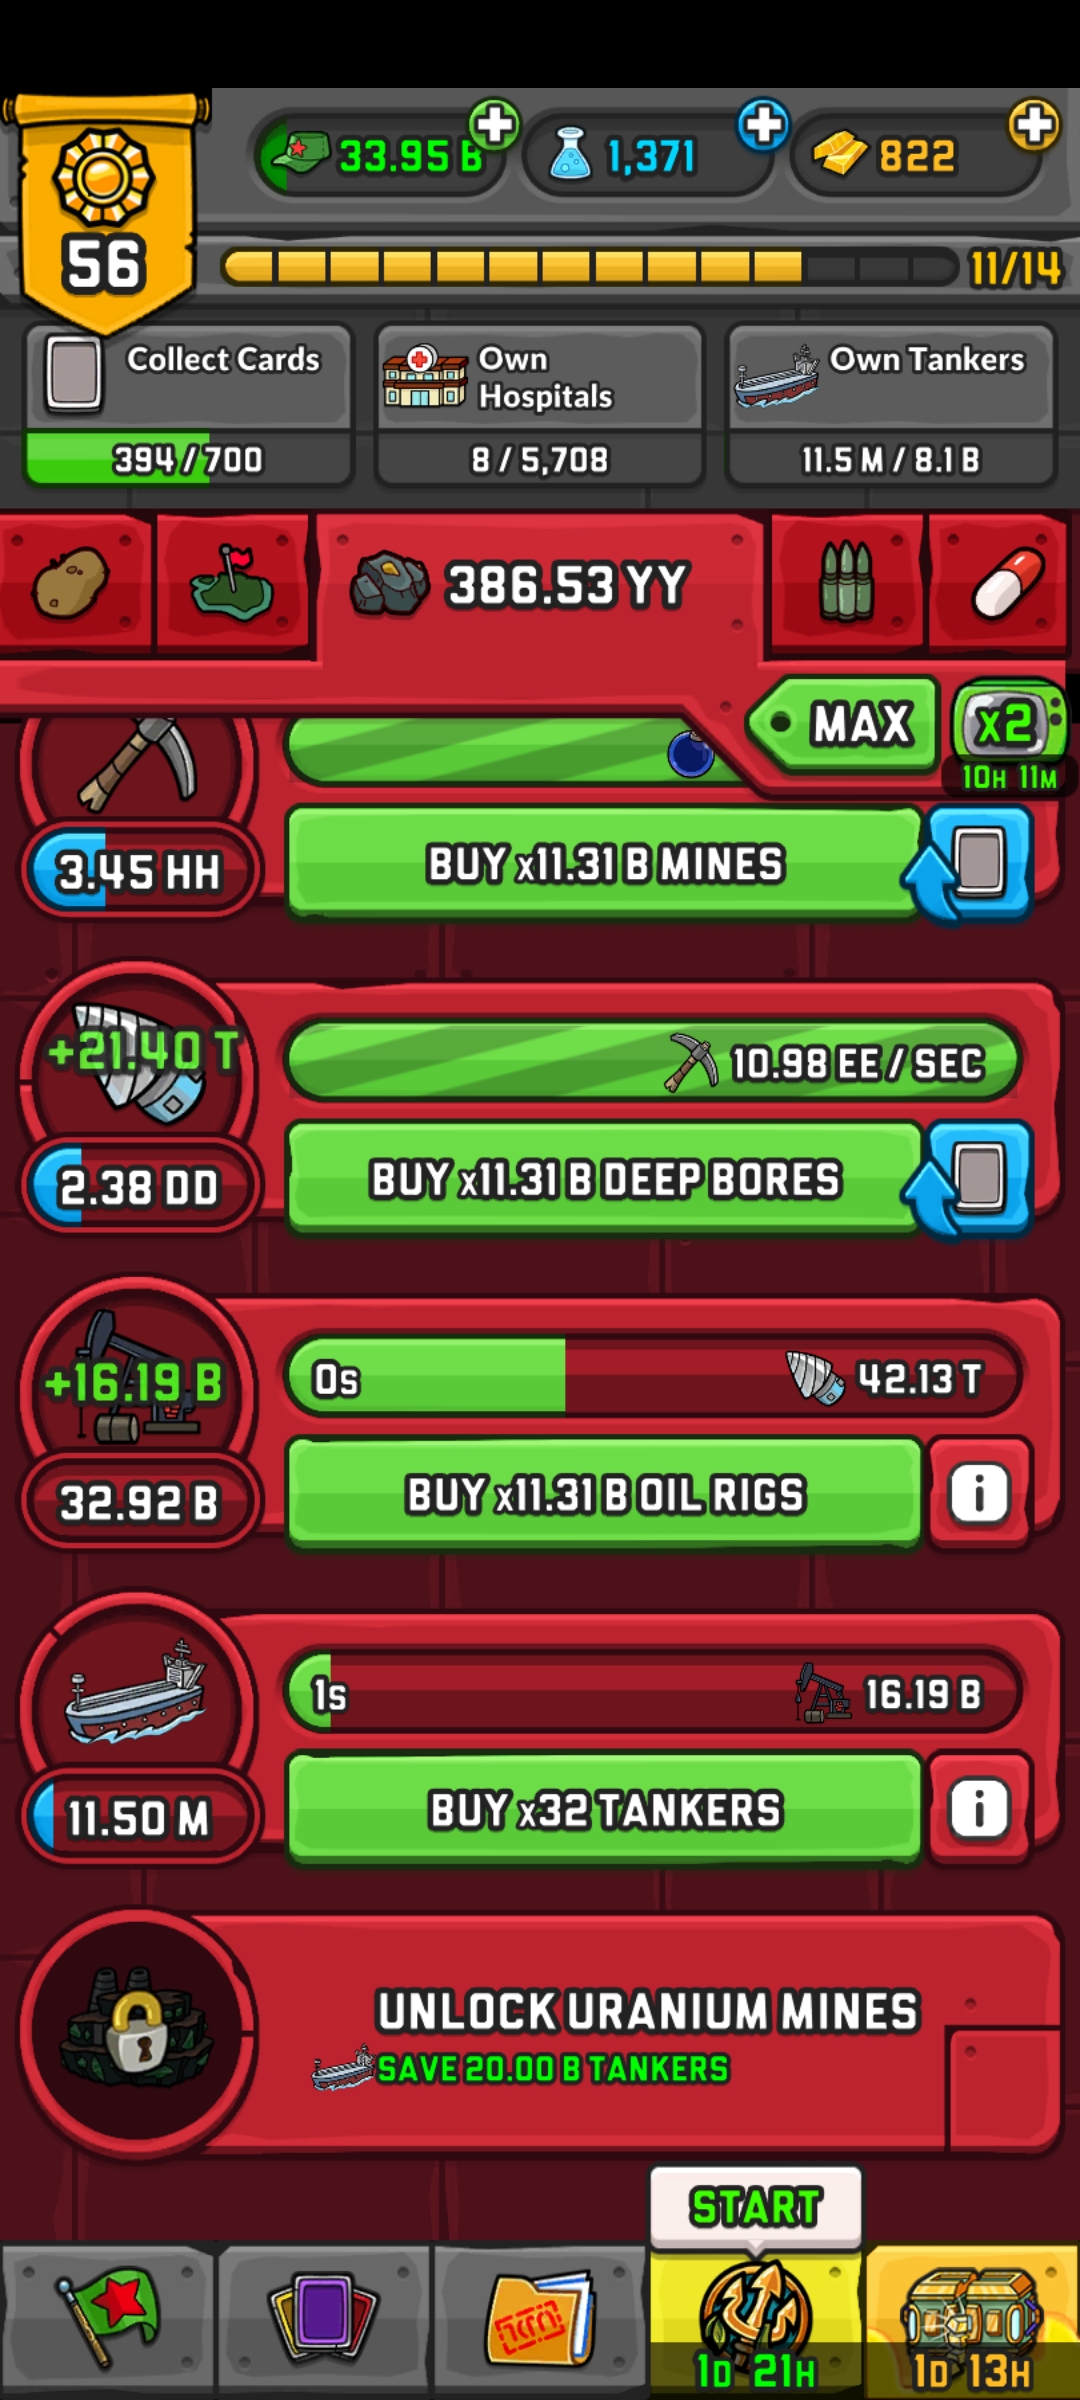 33.95 B
1,371
822
56
11/14
Collect Cards
394 / 700
Own
Hospitals
8 / 5,708
Own Tankers
11.5 M / 8.1 B
386.53 YY
MAX
x2
10H 11M
3.45 HH
BUY x11.31 B MINES
+21.40 T
10.98 EE / SEC
2.38 DD
BUY x11.31 B DEEP BORES
+16.19 B
0s
42.13 T
32.92 B
BUY x11.31 B OIL RIGS
i
1s
16.19 B
11.50 M
BUY x32 TANKERS
i
UNLOCK URANIUM MINES
SAVE 20.00 B TANKERS
START
1D 21H
1D 13H